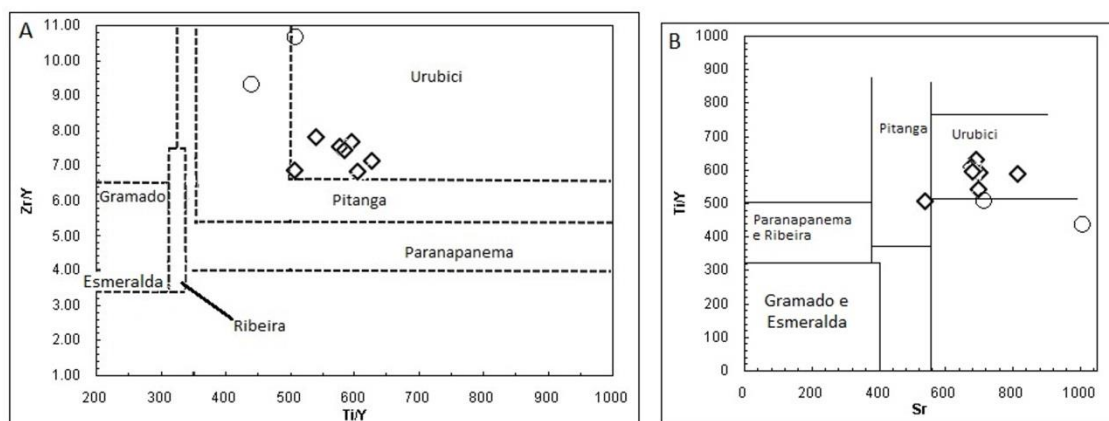 A
11.00
10.00
9.00
8.00
7.00
6.00
5.00
4.00
3.00
2.00
1.00
Zr/Y
Urubici
Gramado
Pitanga
Paranapanema
Esmeralda
Ribeira
200 300 400 500 600 700 800 900 1000
Ti/Y
B
1000
900
800
700
600
500
400
300
200
100
0
Ti/Y
Pitanga
Urubici
Paranapanema
e Ribeira
Gramado e
Esmeralda
0 200 400 600 800 1000
Sr